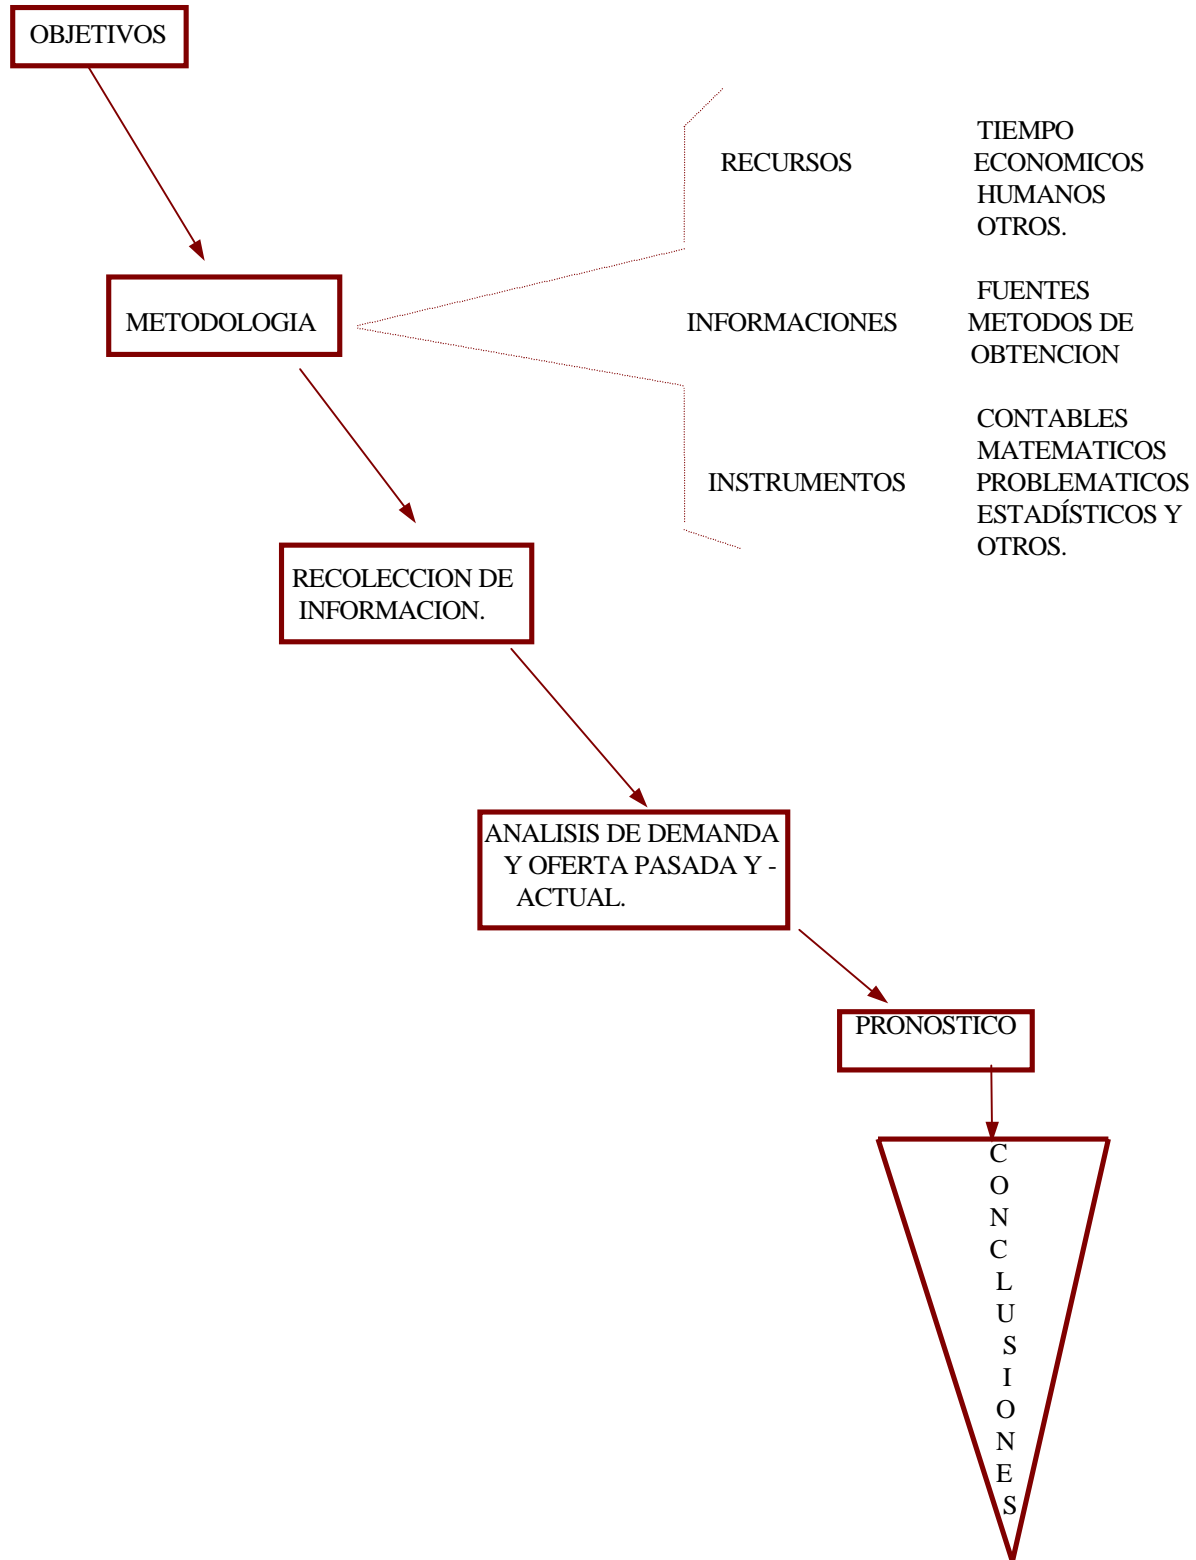 OBJETIVOS
TIEMPO
RECURSOS ECONOMICOS
HUMANOS
OTROS.
METODOLOGIA
FUENTES
INFORMACIONES METODOS DE
OBTENCION
CONTABLES
MATEMATICOS
INSTRUMENTOS PROBLEMATICOS
ESTADÍSTICOS Y
OTROS.
RECOLECCION DE
INFORMACION.
ANALISIS DE DEMANDA
Y OFERTA PASADA Y -
ACTUAL.
PRONOSTICO
C
O
N
C
L
U
S
I
O
N
E
S